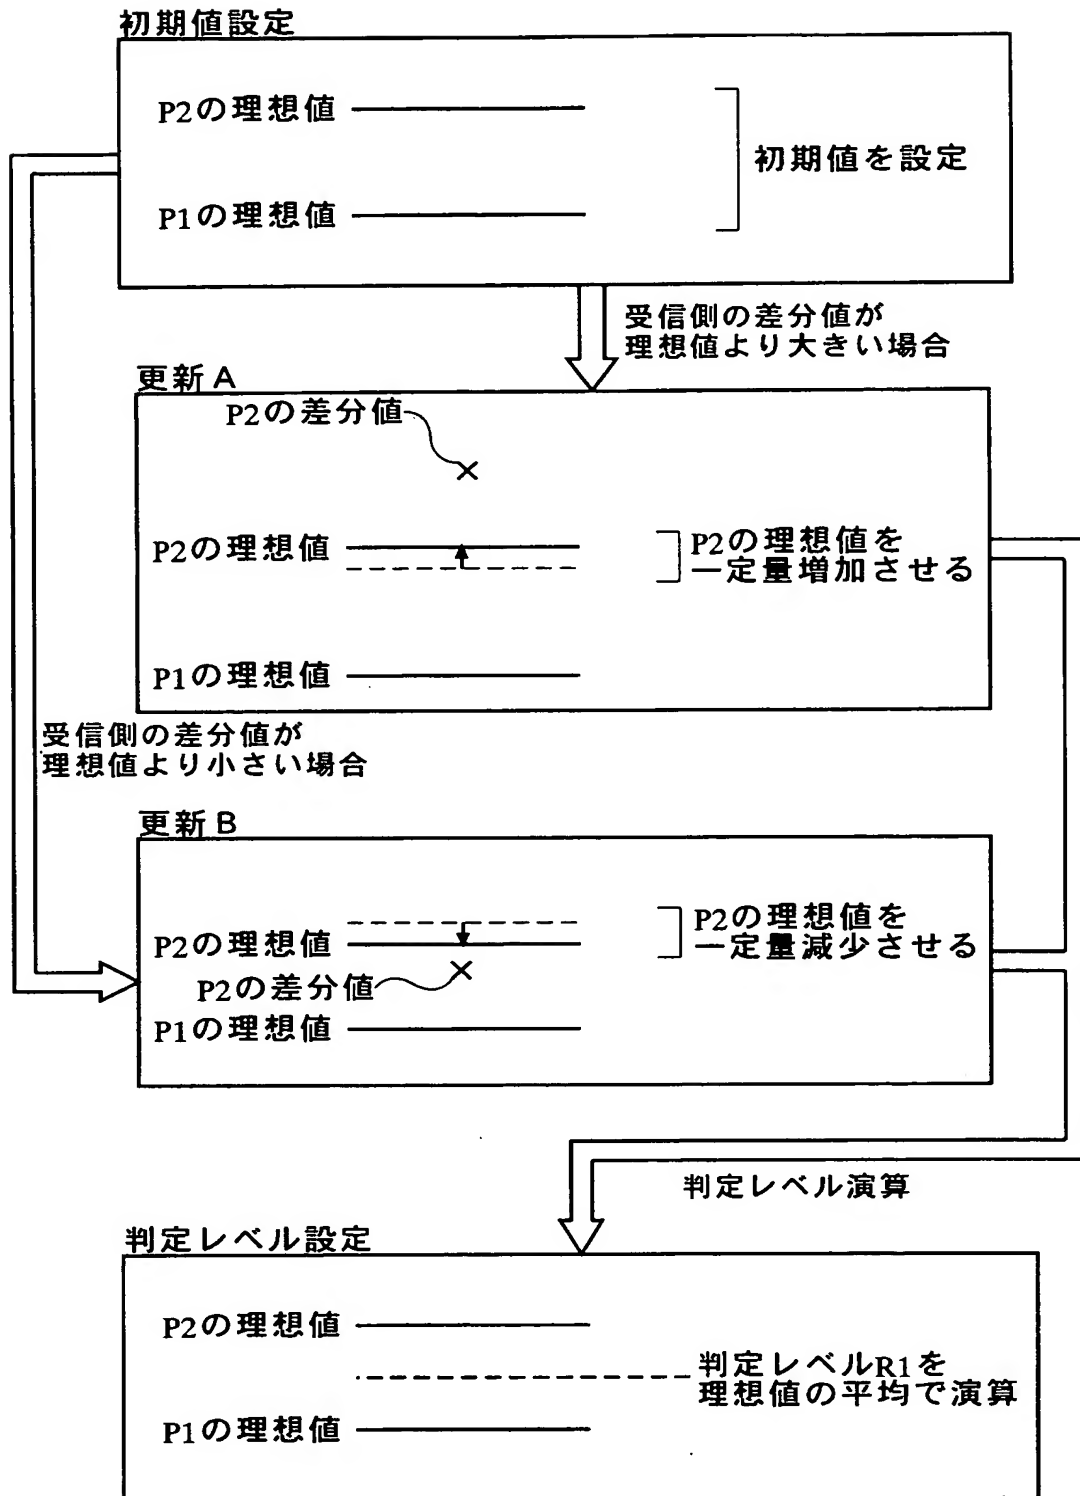 初期値設定
P2の理想値
初期値を設定
P1の理想値
受信側の差分値が
理想値より大きい場合
更新A
P2の差分値
P2の理想値
P2の理想値を
一定量増加させる
P1の理想値
受信側の差分値が
理想値より小さい場合
更新B
P2の理想値を
一定量減少させる
P2の理想値
P2の差分値
P1の理想値
判定レベル演算
判定レベル設定
P2の理想値
判定レベルR1を
理想値の平均で演算
P1の理想値